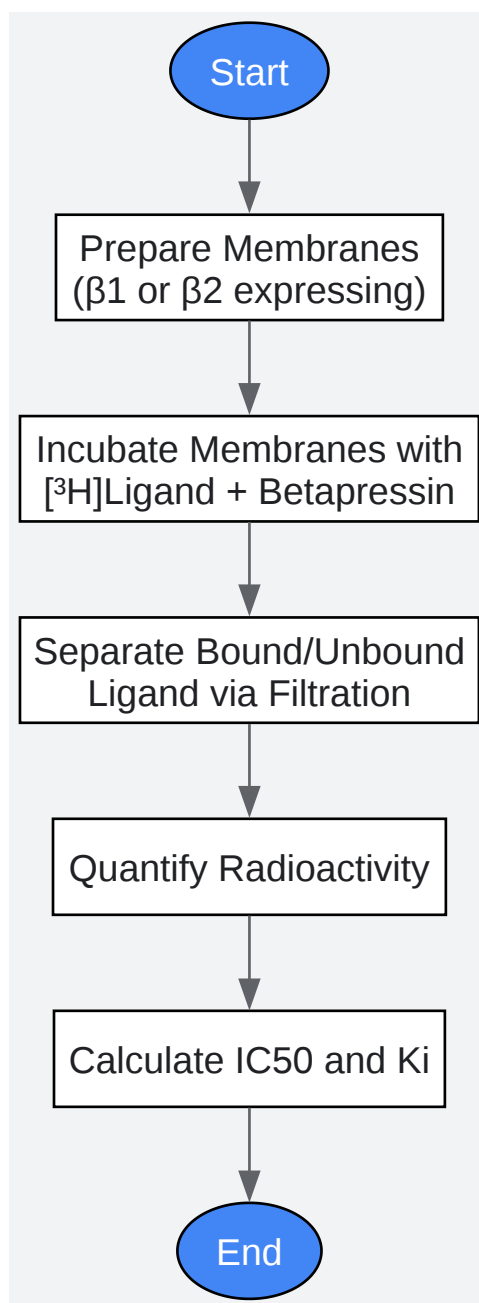 Start
Prepare Membranes
(β1 or β2 expressing)
Incubate Membranes with
[³H]Ligand + Betapressin
Separate Bound/Unbound
Ligand via Filtration
Quantify Radioactivity
Calculate IC50 and Ki
End